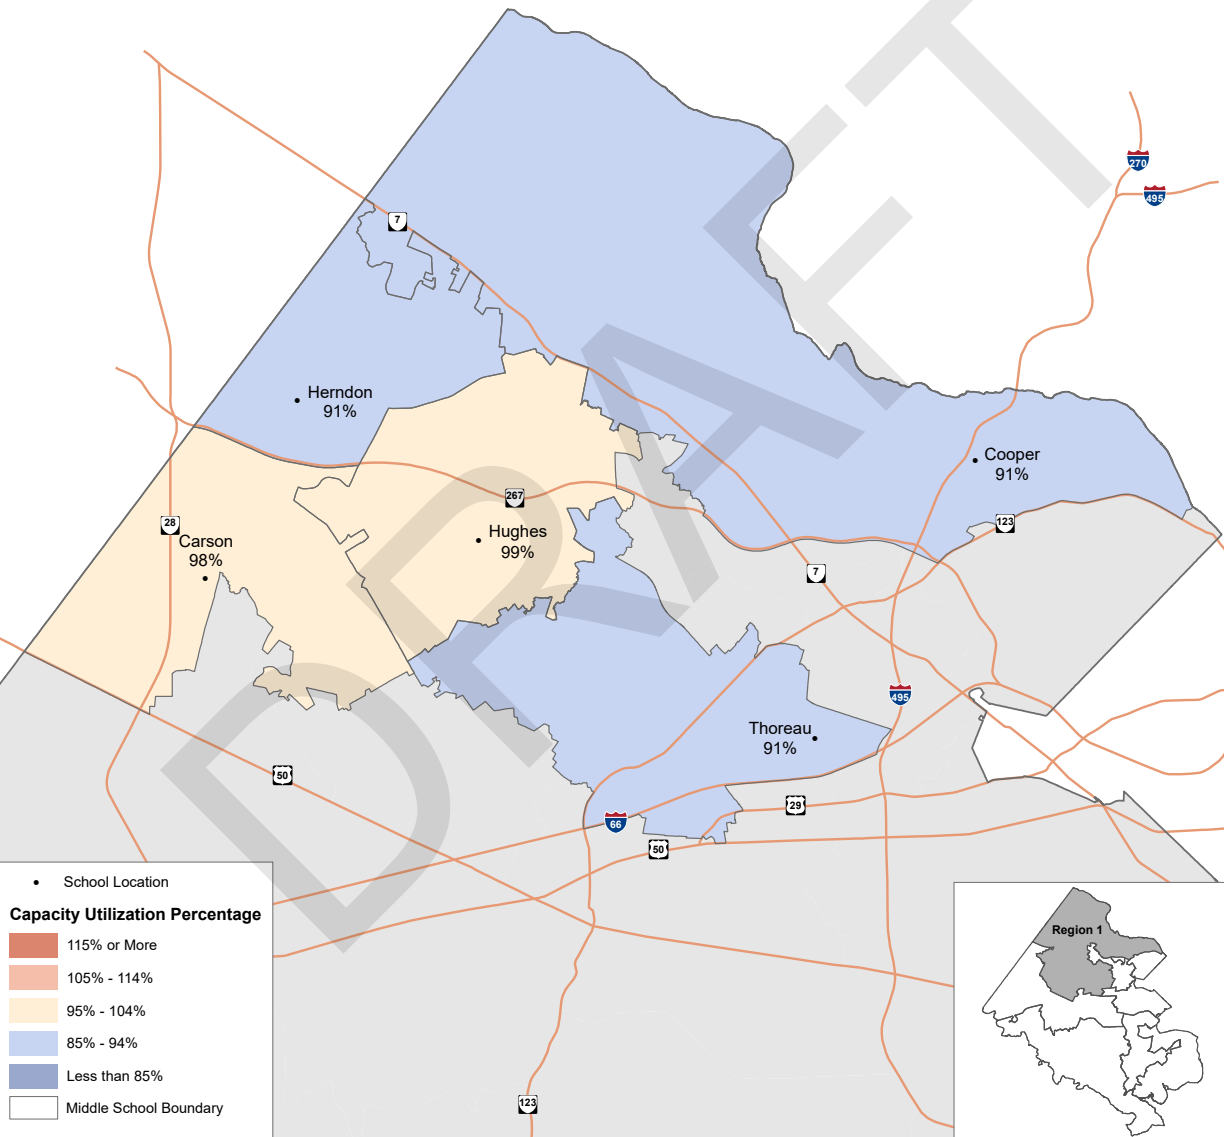 270
495
7
Herndon
91%
Cooper
91%
267
123
28
Hughes
99%
Carson
98%
7
495
Thoreau
91%
50
29
66
50
123
DRAFT
School Location
Capacity Utilization Percentage
115% or More
105% - 114%
95% - 104%
85% - 94%
Less than 85%
Middle School Boundary
Region 1